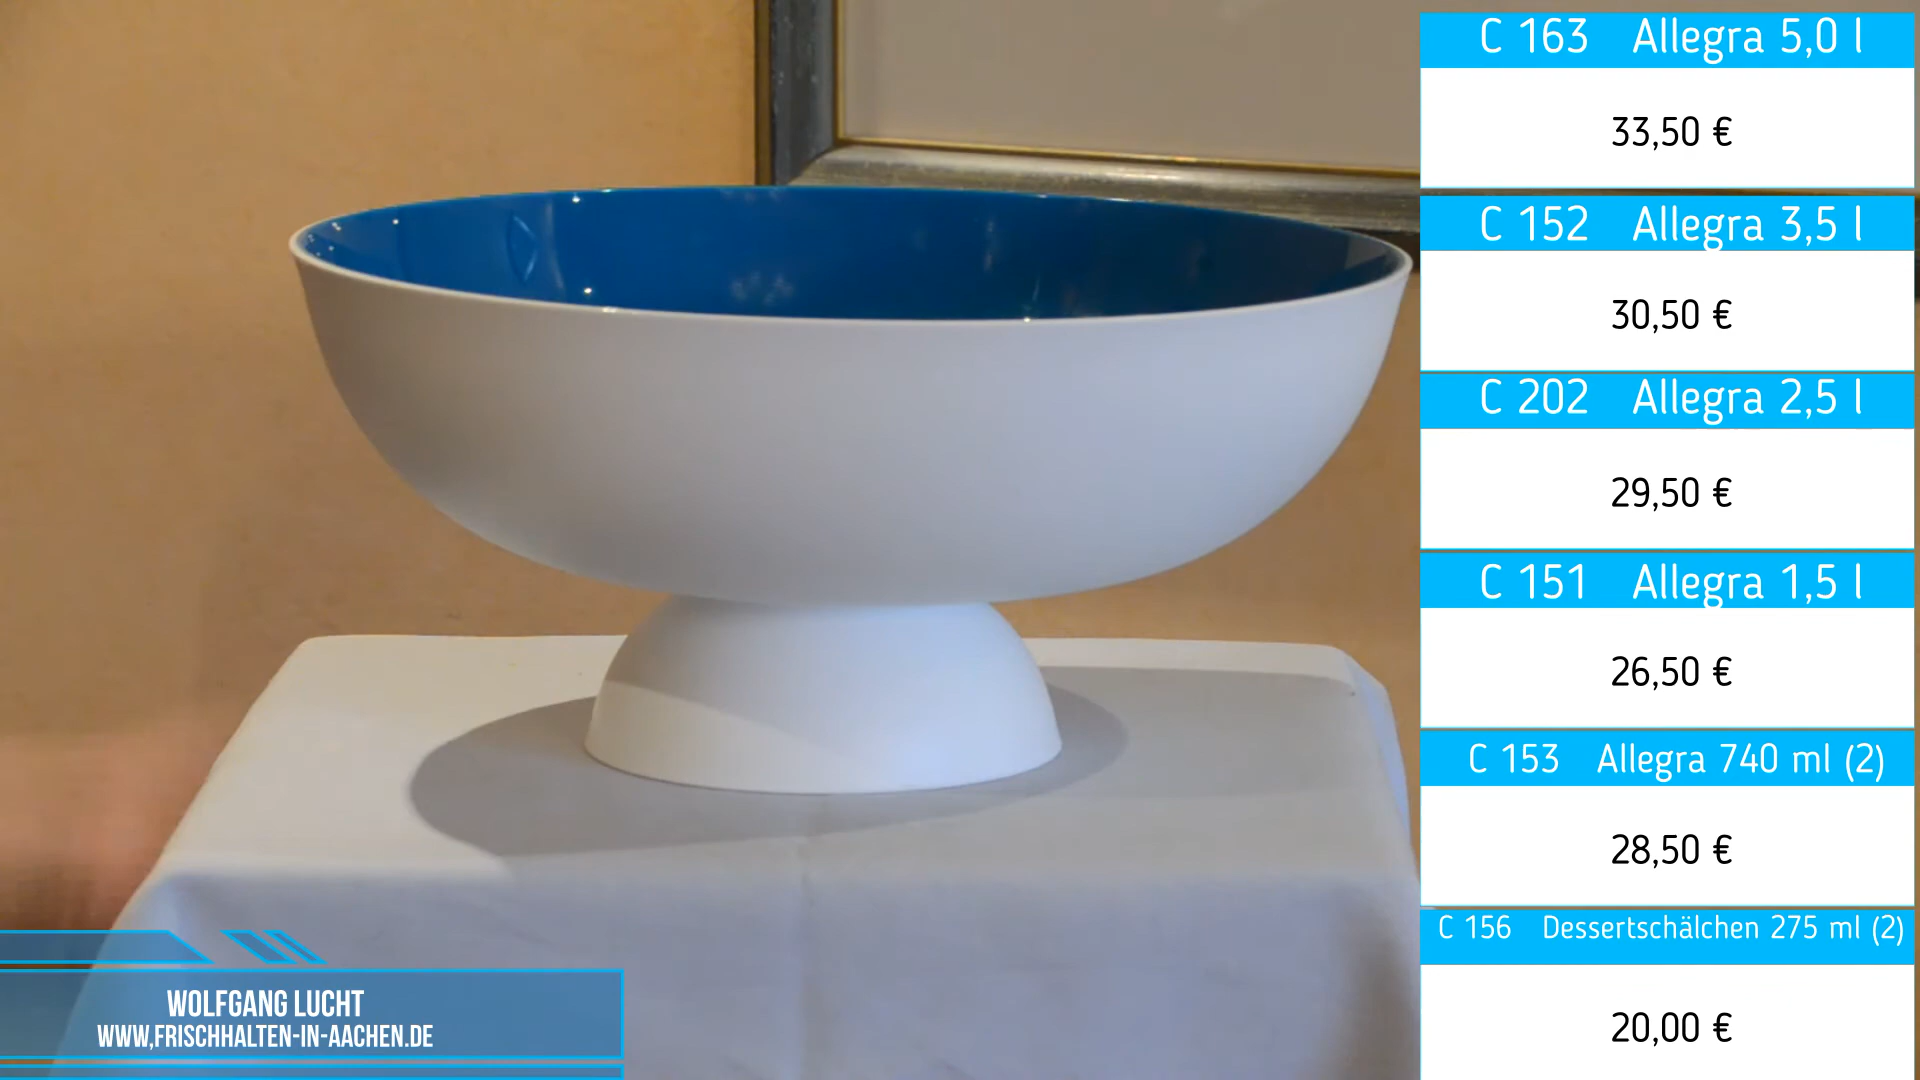 C 163 Allegra 5,0 l
33,50 €
C 152 Allegra 3,5 l
30,50 €
C 202 Allegra 2,5 l
29,50 €
C 151 Allegra 1,5 l
26,50 €
C 153 Allegra 740 ml (2)
28,50 €
C 156 Dessertschälchen 275 ml (2)
20,00 €
WOLFGANG LUCHT
WWW,FRISCHHALTEN-IN-AACHEN.DE